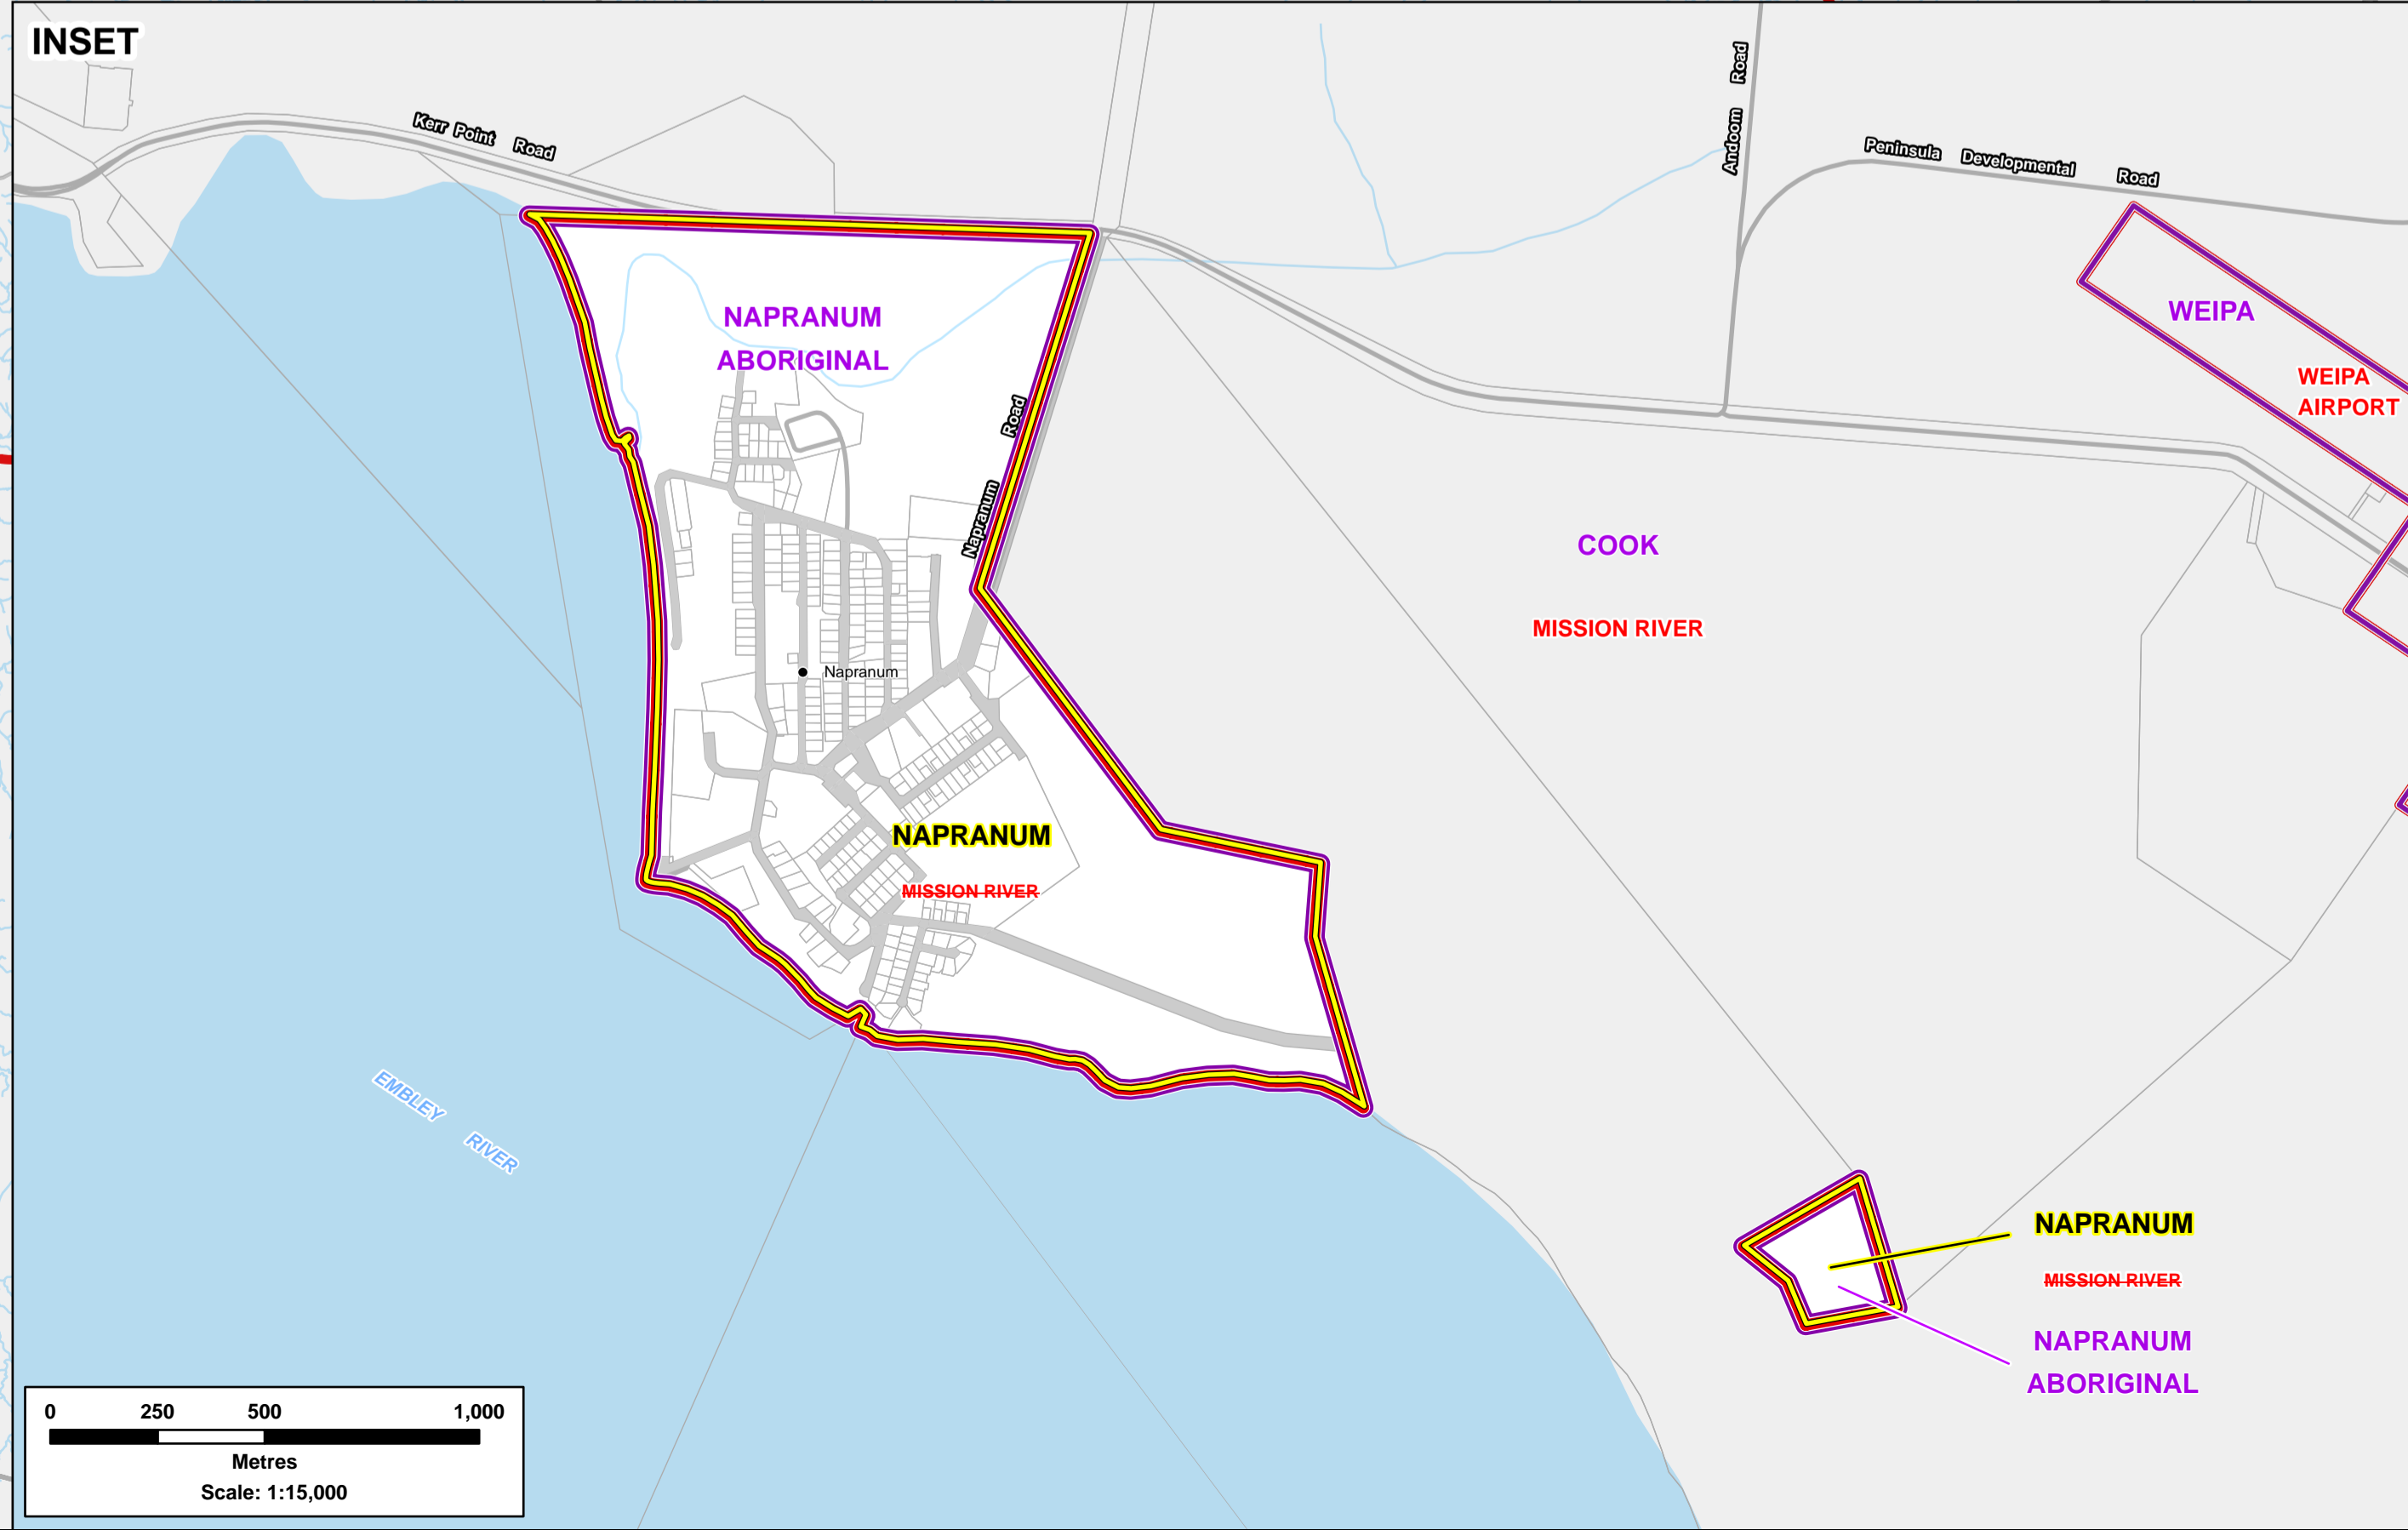 INSET
Kerr Point Road
Andoom Road
Peninsula Developmental Road
NAPRANUM
ABORIGINAL
WEIPA
WEIPA
AIRPORT
Napranum Road
COOK
MISSION RIVER
Napranum
NAPRANUM
MISSION RIVER
EMBLEY RIVER
NAPRANUM
MISSION RIVER
NAPRANUM
ABORIGINAL
0 250 500 1,000
Metres
Scale: 1:15,000